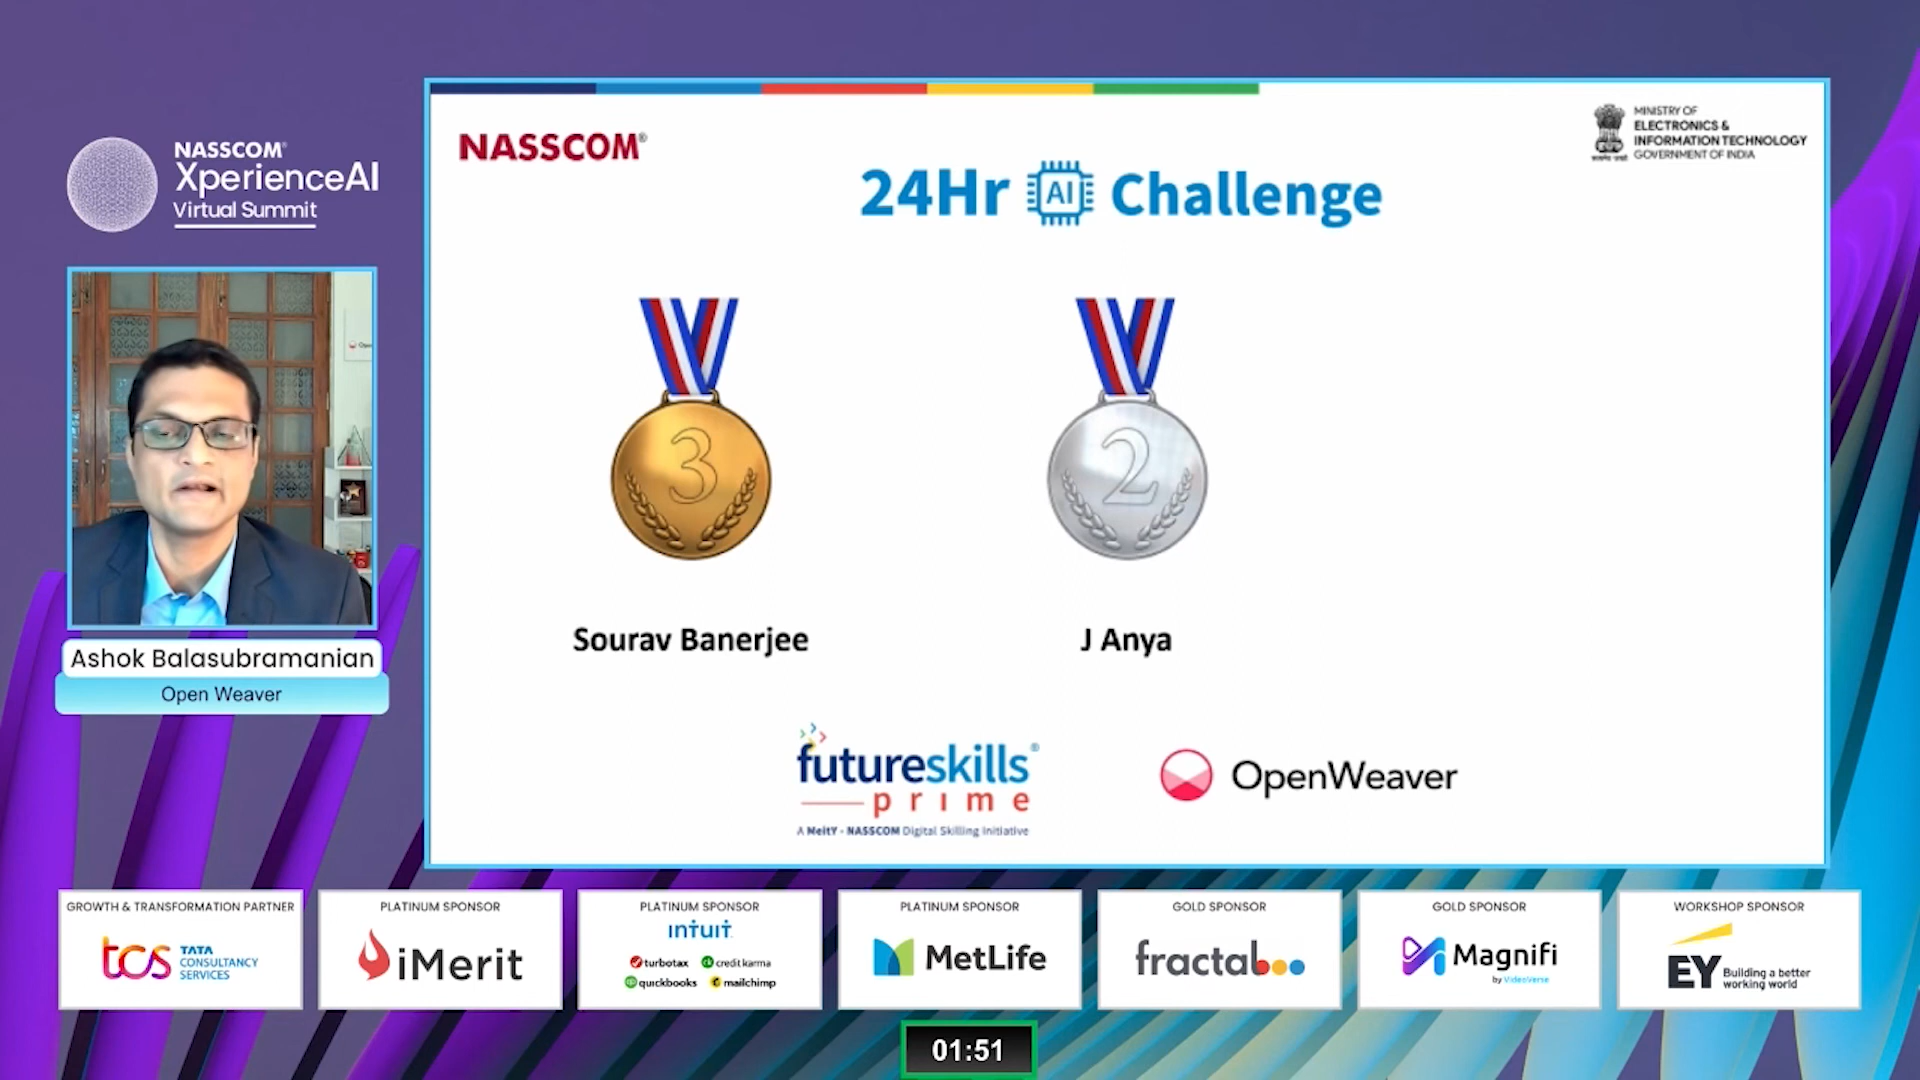 NASSCOM®
XperienceAI
Virtual Summit
Ashok Balasubramanian
Open Weaver
NASSCOM®
MINISTRY OF
ELECTRONICS &
INFORMATION TECHNOLOGY
GOVERNMENT OF INDIA
24Hr AI Challenge
3
2
Sourav Banerjee
J Anya
futureskills®
prime
A MeitY - NASSCOM Digital Skilling Initiative
OpenWeaver
GROWTH & TRANSFORMATION PARTNER
tcs TATA
CONSULTANCY
SERVICES
PLATINUM SPONSOR
iMerit
PLATINUM SPONSOR
INTUIT
turbotax creditkarma
quickbooks mailchimp
PLATINUM SPONSOR
MetLife
GOLD SPONSOR
fractal
GOLD SPONSOR
Magnifi
by VideoVerse
WORKSHOP SPONSOR
EY Building a better
working world
01:51